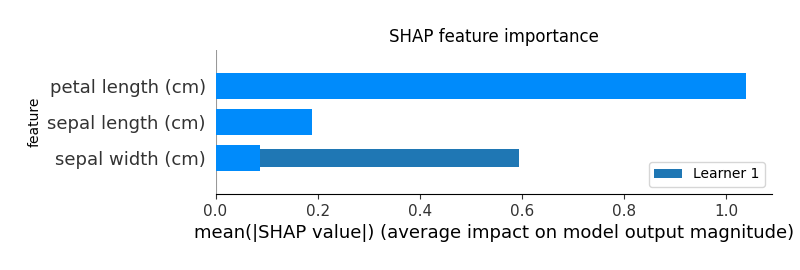 SHAP feature importance
feature
petal length (cm)
sepal length (cm)
sepal width (cm)
Learner 1
0.0 0.2 0.4 0.6 0.8 1.0
mean(|SHAP value|) (average impact on model output magnitude)